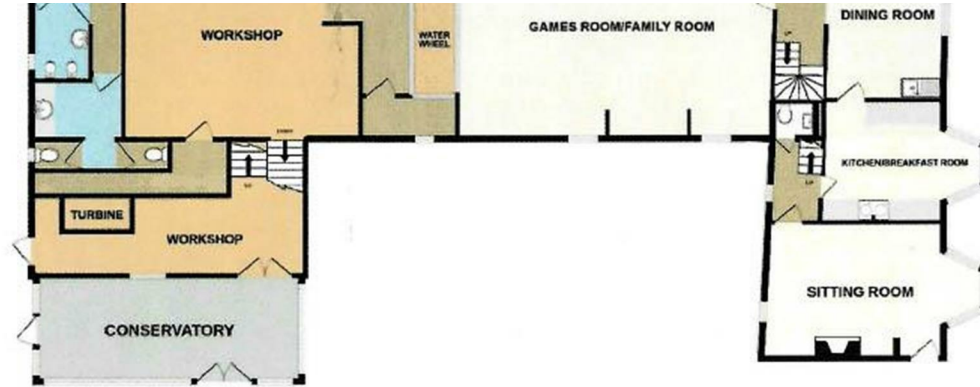 DINING ROOM
WORKSHOP
GAMES ROOM/FAMILY ROOM
WATER
WHEEL
KITCHEN/BREAKFAST ROOM
TURBINE
WORKSHOP
SITTING ROOM
CONSERVATORY